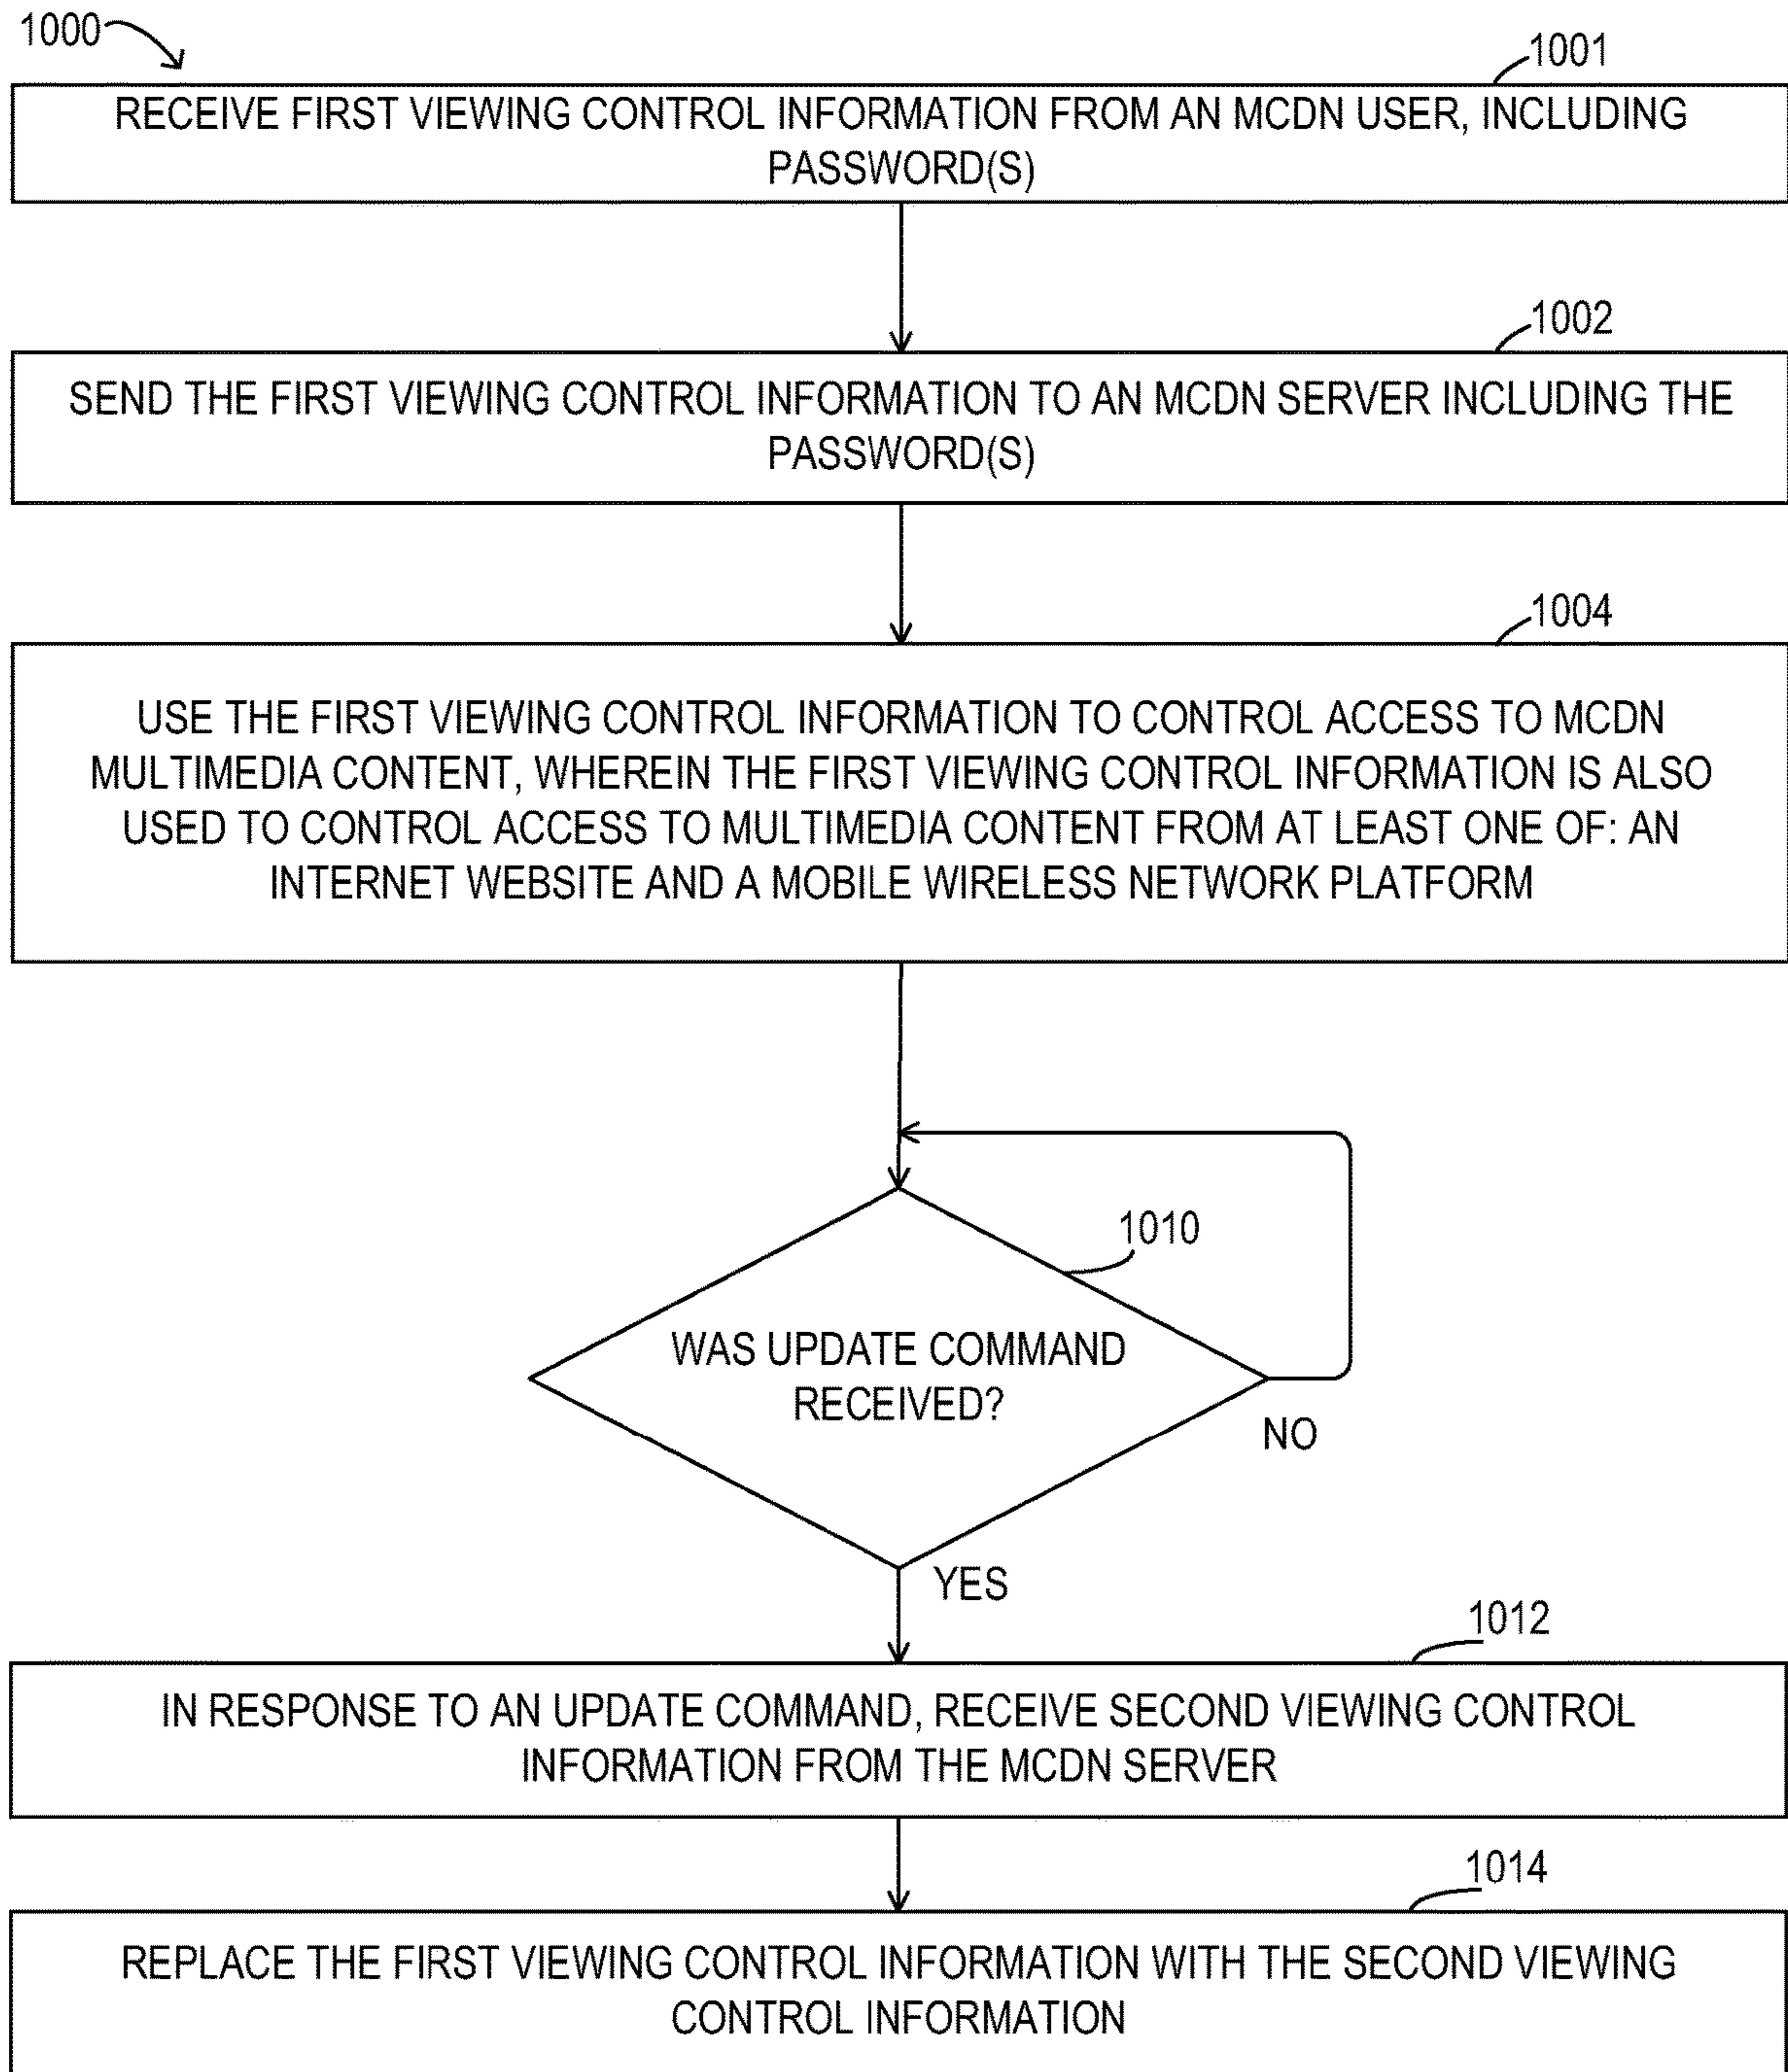 1000
1001
RECEIVE FIRST VIEWING CONTROL INFORMATION FROM AN MCDN USER, INCLUDING
PASSWORD(S)
1002
SEND THE FIRST VIEWING CONTROL INFORMATION TO AN MCDN SERVER INCLUDING THE
PASSWORD(S)
1004
USE THE FIRST VIEWING CONTROL INFORMATION TO CONTROL ACCESS TO MCDN
MULTIMEDIA CONTENT, WHEREIN THE FIRST VIEWING CONTROL INFORMATION IS ALSO
USED TO CONTROL ACCESS TO MULTIMEDIA CONTENT FROM AT LEAST ONE OF: AN
INTERNET WEBSITE AND A MOBILE WIRELESS NETWORK PLATFORM
1010
WAS UPDATE COMMAND
RECEIVED?
NO
YES
1012
IN RESPONSE TO AN UPDATE COMMAND, RECEIVE SECOND VIEWING CONTROL
INFORMATION FROM THE MCDN SERVER
1014
REPLACE THE FIRST VIEWING CONTROL INFORMATION WITH THE SECOND VIEWING
CONTROL INFORMATION